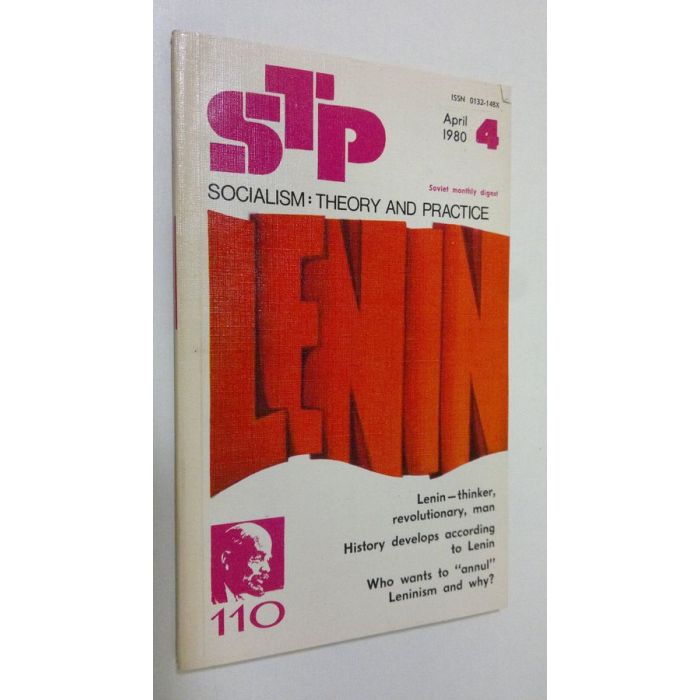 STP
ISSN 0132-148X
April 4
1980
Soviet monthly digest
SOCIALISM: THEORY AND PRACTICE
LENIN
Lenin—thinker,
revolutionary, man
History develops according
to Lenin
Who wants to "annul"
Leninism and why?
110